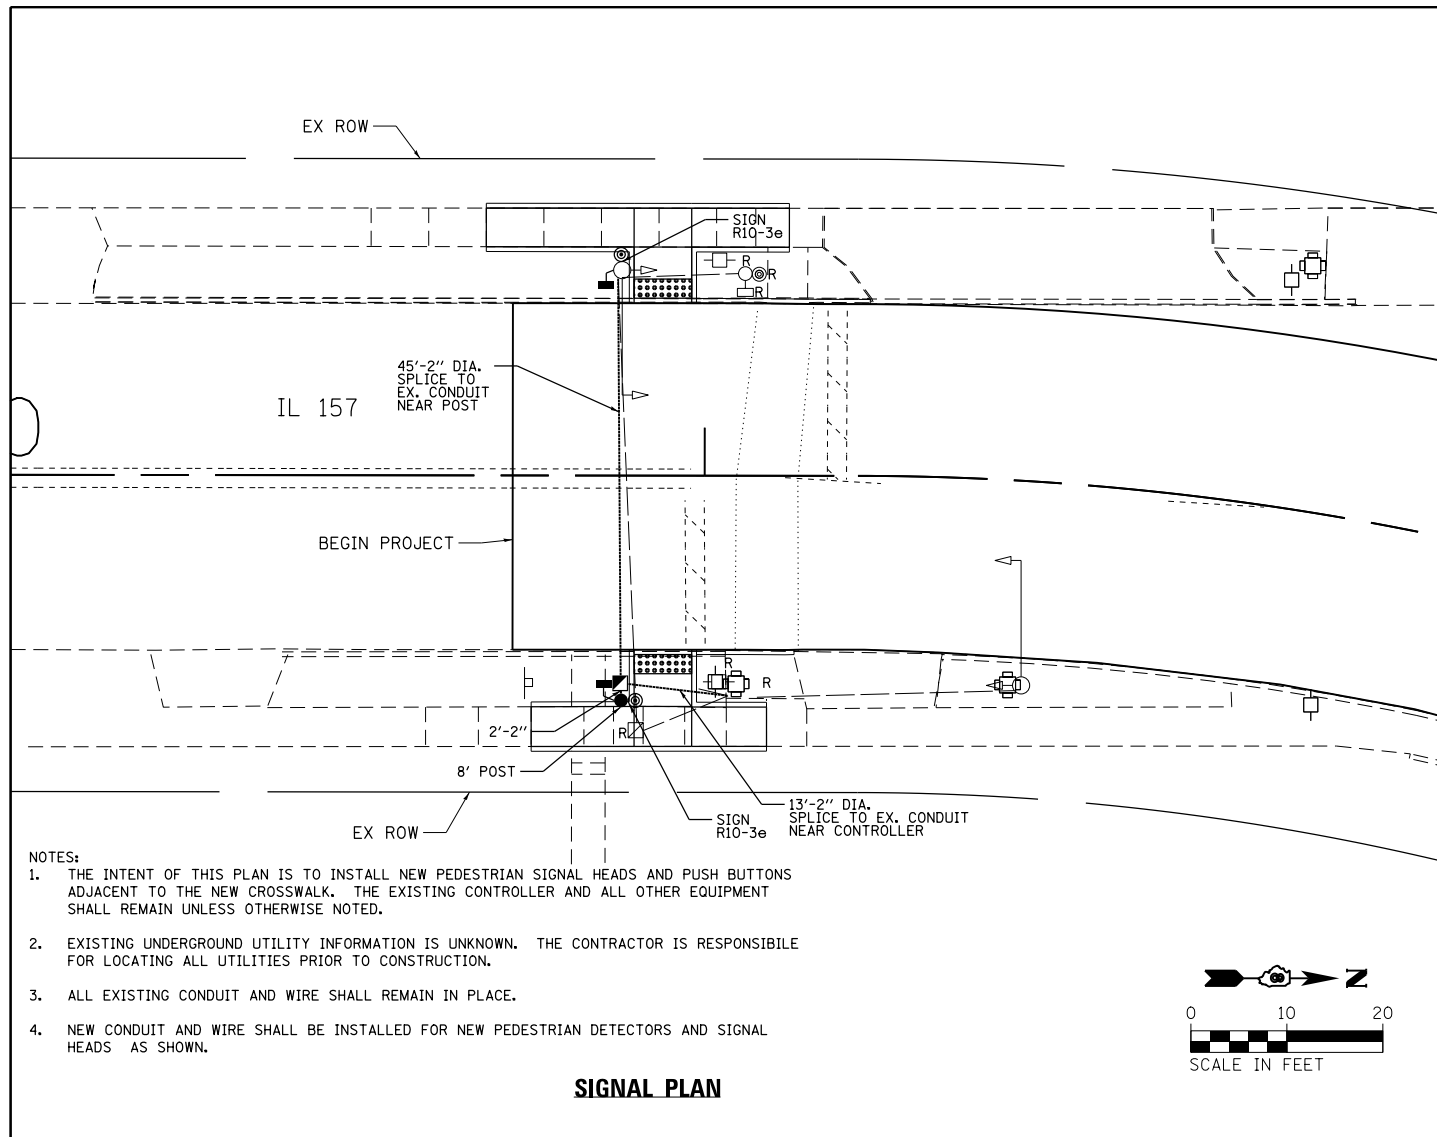 EX ROW
SIGN
R10-3e
R
R
R
45'-2" DIA.
SPLICE TO
EX. CONDUIT
NEAR POST
IL 157
BEGIN PROJECT
R
R
2'-2"
R
8' POST
13'-2" DIA.
SPLICE TO EX. CONDUIT
NEAR CONTROLLER
SIGN
R10-3e
EX ROW
NOTES:
1. THE INTENT OF THIS PLAN IS TO INSTALL NEW PEDESTRIAN SIGNAL HEADS AND PUSH BUTTONS
ADJACENT TO THE NEW CROSSWALK. THE EXISTING CONTROLLER AND ALL OTHER EQUIPMENT
SHALL REMAIN UNLESS OTHERWISE NOTED.
2. EXISTING UNDERGROUND UTILITY INFORMATION IS UNKNOWN. THE CONTRACTOR IS RESPONSIBILE
FOR LOCATING ALL UTILITIES PRIOR TO CONSTRUCTION.
3. ALL EXISTING CONDUIT AND WIRE SHALL REMAIN IN PLACE.
4. NEW CONDUIT AND WIRE SHALL BE INSTALLED FOR NEW PEDESTRIAN DETECTORS AND SIGNAL
HEADS AS SHOWN.
N
0 10 20
SCALE IN FEET
SIGNAL PLAN